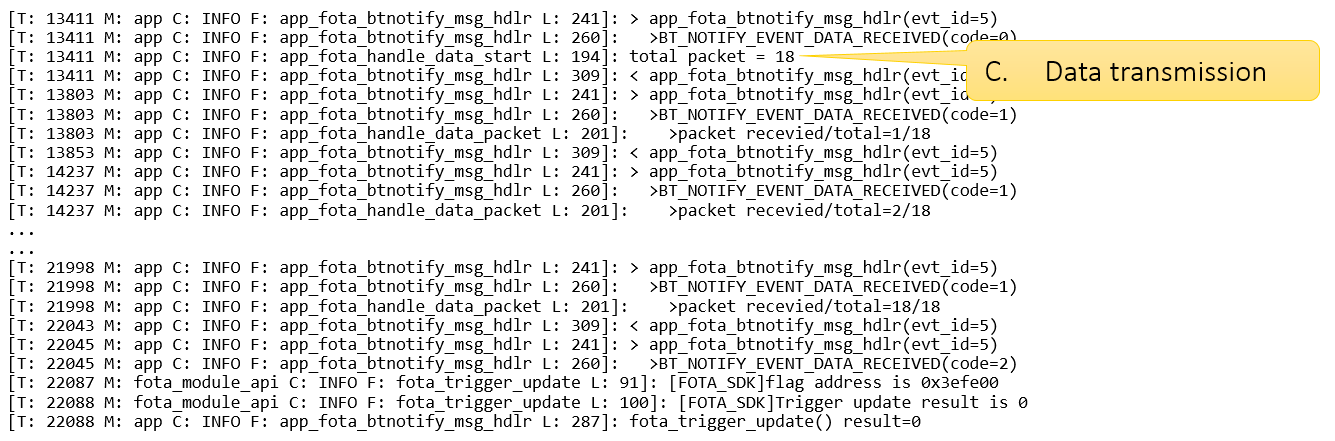 [T: 13411 M: app C: INFO F: app_fota_btnotify_msg_hdlr L: 241]: > app_fota_btnotify_msg_hdlr(evt_id=5)
[T: 13411 M: app C: INFO F: app_fota_btnotify_msg_hdlr L: 260]:   >BT_NOTIFY_EVENT_DATA_RECEIVED(code=0)
[T: 13411 M: app C: INFO F: app_fota_handle_data_start L: 194]: total packet = 18
C. Data transmission
[T: 13411 M: app C: INFO F: app_fota_btnotify_msg_hdlr L: 309]: < app_fota_btnotify_msg_hdlr(evt_id=5)
[T: 13803 M: app C: INFO F: app_fota_btnotify_msg_hdlr L: 241]: > app_fota_btnotify_msg_hdlr(evt_id=5)
[T: 13803 M: app C: INFO F: app_fota_btnotify_msg_hdlr L: 260]:   >BT_NOTIFY_EVENT_DATA_RECEIVED(code=1)
[T: 13803 M: app C: INFO F: app_fota_handle_data_packet L: 201]:    >packet recevied/total=1/18
[T: 13853 M: app C: INFO F: app_fota_btnotify_msg_hdlr L: 309]: < app_fota_btnotify_msg_hdlr(evt_id=5)
[T: 14237 M: app C: INFO F: app_fota_btnotify_msg_hdlr L: 241]: > app_fota_btnotify_msg_hdlr(evt_id=5)
[T: 14237 M: app C: INFO F: app_fota_btnotify_msg_hdlr L: 260]:   >BT_NOTIFY_EVENT_DATA_RECEIVED(code=1)
[T: 14237 M: app C: INFO F: app_fota_handle_data_packet L: 201]:    >packet recevied/total=2/18
...
...
[T: 21998 M: app C: INFO F: app_fota_btnotify_msg_hdlr L: 241]: > app_fota_btnotify_msg_hdlr(evt_id=5)
[T: 21998 M: app C: INFO F: app_fota_btnotify_msg_hdlr L: 260]:   >BT_NOTIFY_EVENT_DATA_RECEIVED(code=1)
[T: 21998 M: app C: INFO F: app_fota_handle_data_packet L: 201]:    >packet recevied/total=18/18
[T: 22043 M: app C: INFO F: app_fota_btnotify_msg_hdlr L: 309]: < app_fota_btnotify_msg_hdlr(evt_id=5)
[T: 22045 M: app C: INFO F: app_fota_btnotify_msg_hdlr L: 241]: > app_fota_btnotify_msg_hdlr(evt_id=5)
[T: 22045 M: app C: INFO F: app_fota_btnotify_msg_hdlr L: 260]:   >BT_NOTIFY_EVENT_DATA_RECEIVED(code=2)
[T: 22087 M: fota_module_api C: INFO F: fota_trigger_update L: 91]: [FOTA_SDK]flag address is 0x3efe00
[T: 22088 M: fota_module_api C: INFO F: fota_trigger_update L: 100]: [FOTA_SDK]Trigger update result is 0
[T: 22088 M: app C: INFO F: app_fota_btnotify_msg_hdlr L: 287]: fota_trigger_update() result=0